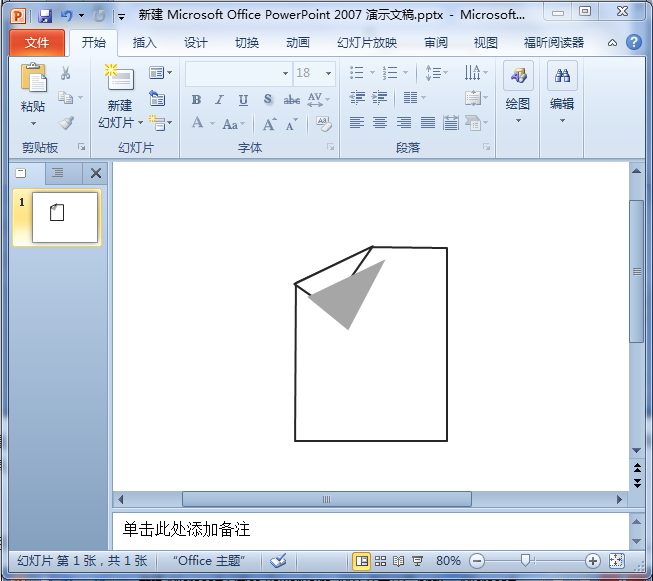 新建 Microsoft Office PowerPoint 2007 演示文稿.pptx - Microsoft...
文件 开始 插入 设计 切换 动画 幻灯片放映 审阅 视图 福昕阅读器
18
粘贴 新建 幻灯片 绘图 编辑
B I U S abc AV
A Aa A A
剪贴板 幻灯片 字体 段落
1
单击此处添加备注
幻灯片 第 1 张，共 1 张 “Office 主题” 80%